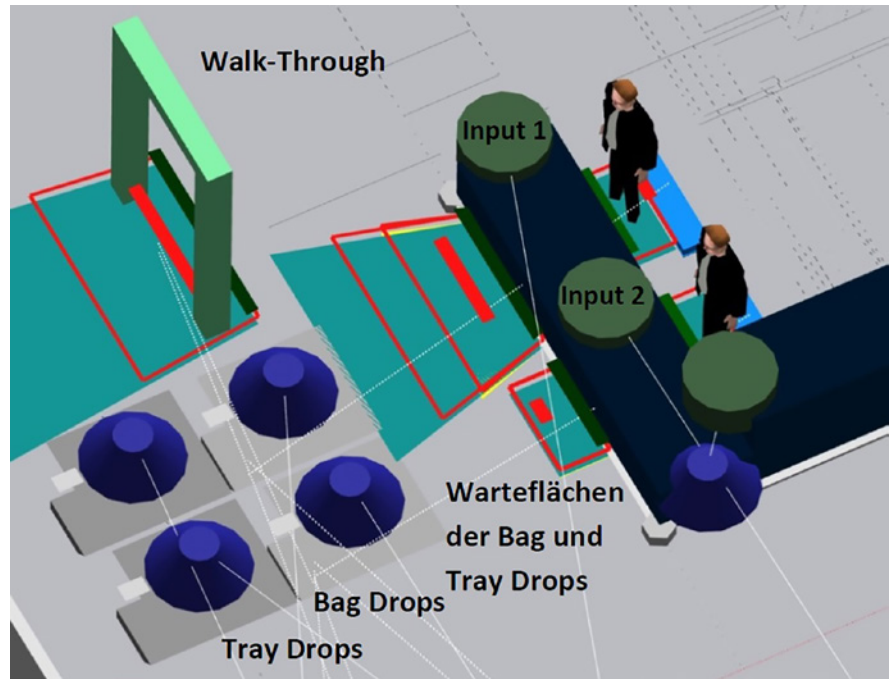 Walk-Through
Input 1
Input 2
Warteflächen
der Bag und
Tray Drops
Bag Drops
Tray Drops